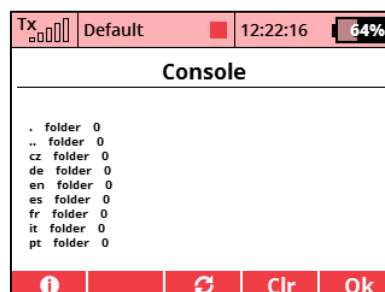 Tx Default 12:22:16 64%
Console
. folder 0
.. folder 0
cz folder 0
de folder 0
en folder 0
es folder 0
fr folder 0
it folder 0
pt folder 0
Clr Ok